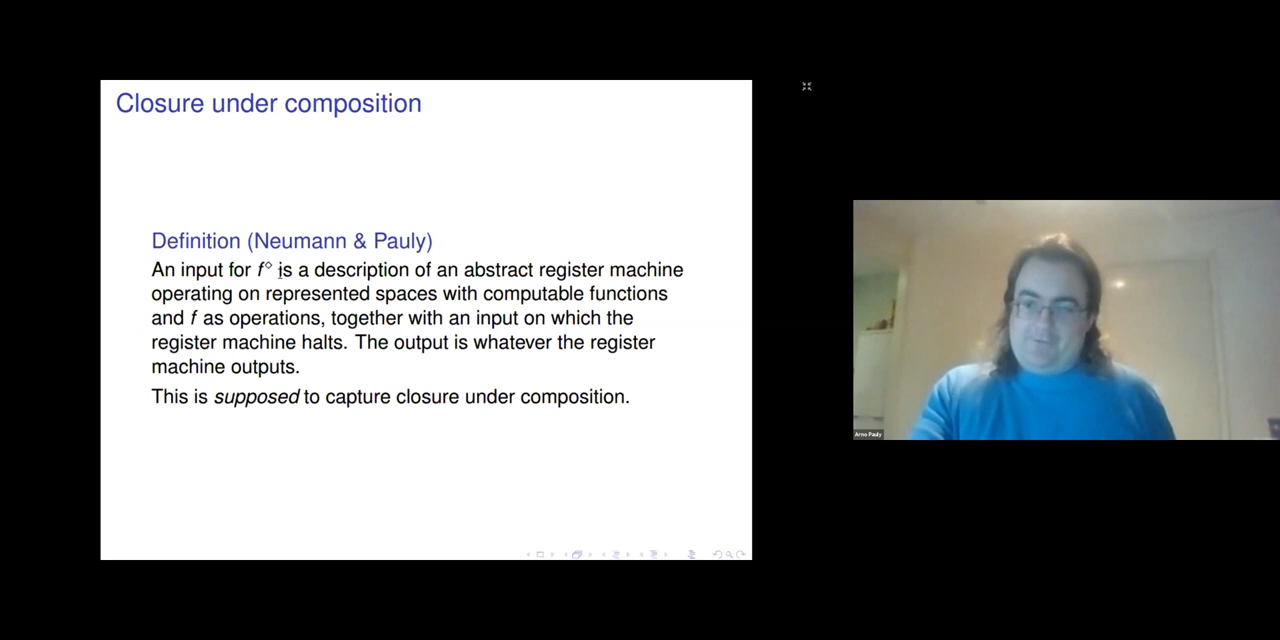 Closure under composition
Definition (Neumann & Pauly)
An input for f⋄ is a description of an abstract register machine
operating on represented spaces with computable functions
and f as operations, together with an input on which the
register machine halts. The output is whatever the register
machine outputs.
This is supposed to capture closure under composition.
Arno Pauly